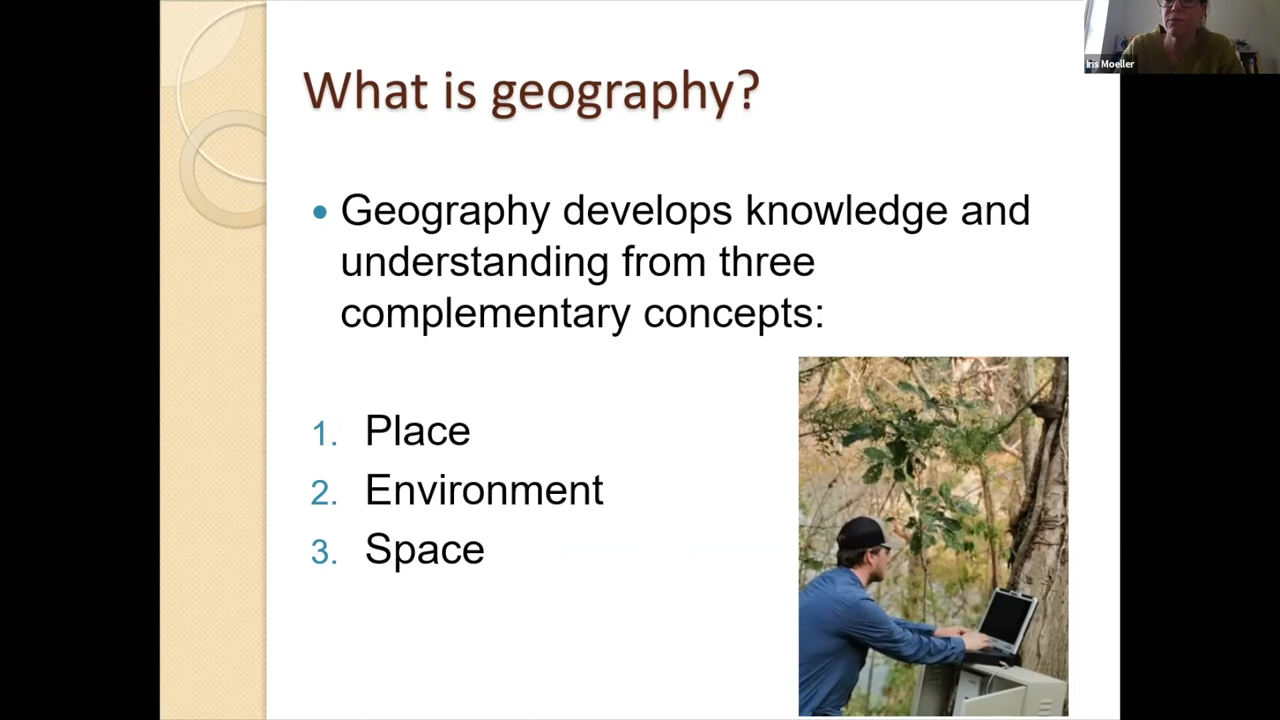 What is geography?
Iris Moeller
• Geography develops knowledge and
understanding from three
complementary concepts:
1. Place
2. Environment
3. Space